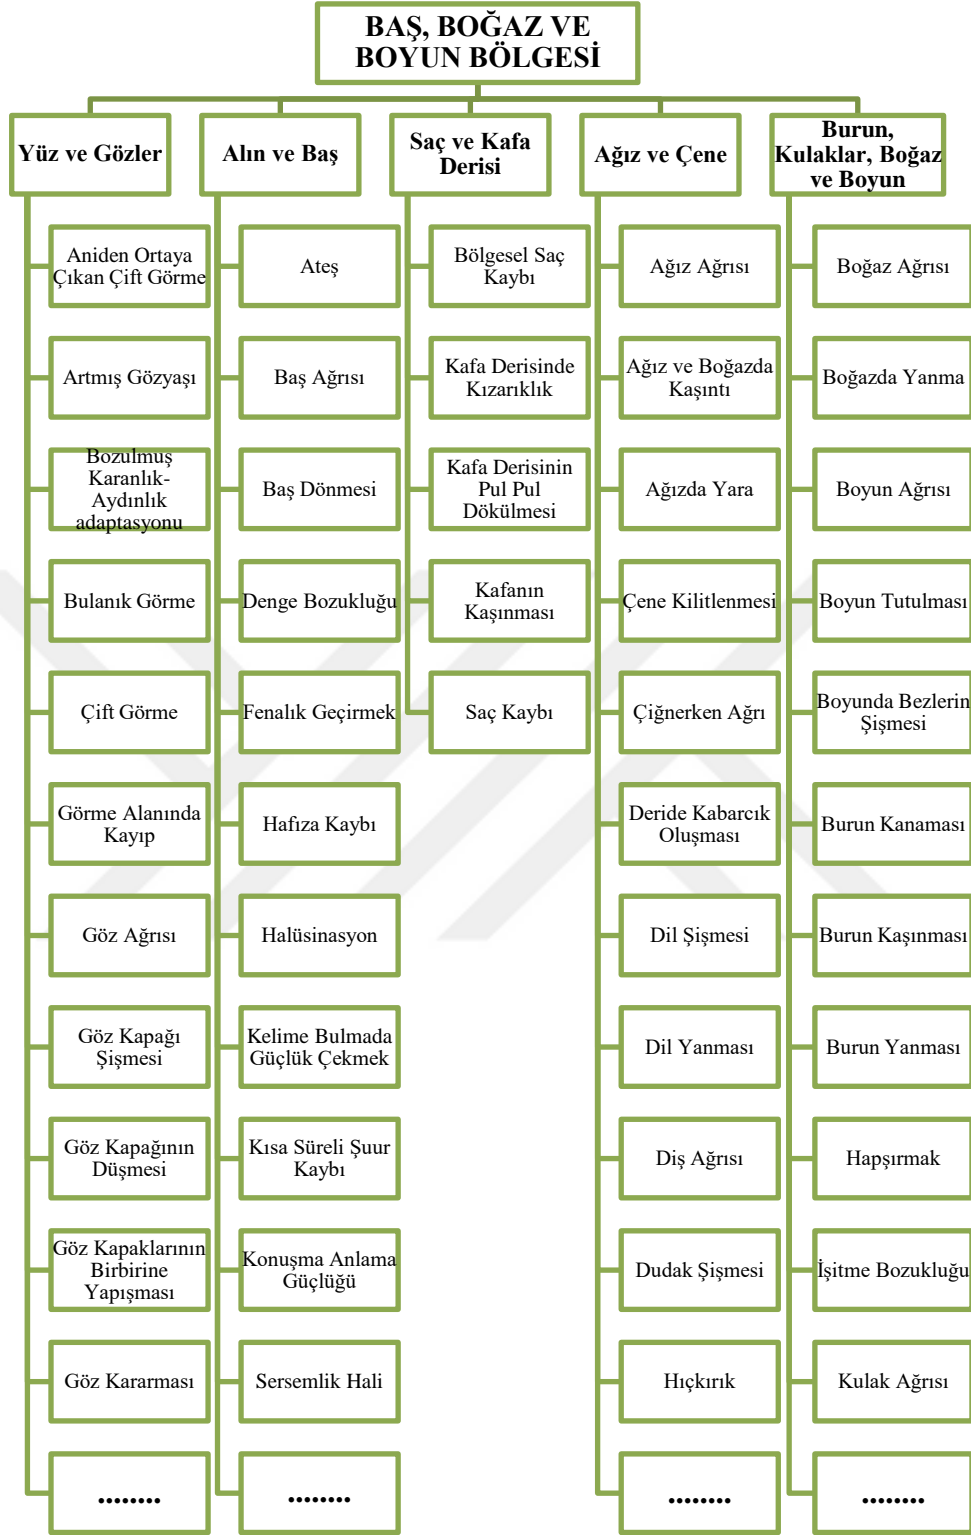 BAŞ, BOĞAZ VE
BOYUN BÖLGESİ
Yüz ve Gözler
Aniden Ortaya
Çıkan Çift Görme
Artmış Gözyaşı
Bozulmuş
Karanlık-
Aydınlık
adaptasyonu
Bulanık Görme
Çift Görme
Görme Alanında
Kayıp
Göz Ağrısı
Göz Kapağı
Şişmesi
Göz Kapağının
Düşmesi
Göz Kapaklarının
Birbirine
Yapışması
Göz Kararması
........
Alın ve Baş
Ateş
Baş Ağrısı
Baş Dönmesi
Denge Bozukluğu
Fenalık Geçirmek
Hafıza Kaybı
Halüsinasyon
Kelime Bulmada
Güçlük Çekmek
Kısa Süreli Şuur
Kaybı
Konuşma Anlama
Güçlüğü
Sersemlik Hali
........
Saç ve Kafa
Derisi
Bölgesel Saç
Kaybı
Kafa Derisinde
Kızarıklık
Kafa Derisinin
Pul Pul
Dökülmesi
Kafanın
Kaşınması
Saç Kaybı
Ağız ve Çene
Ağız Ağrısı
Ağız ve Boğazda
Kaşıntı
Ağızda Yara
Çene Kilitlenmesi
Çiğnerken Ağrı
Deride Kabarcık
Oluşması
Dil Şişmesi
Dil Yanması
Diş Ağrısı
Dudak Şişmesi
Hıçkırık
........
Burun,
Kulaklar, Boğaz
ve Boyun
Boğaz Ağrısı
Boğazda Yanma
Boyun Ağrısı
Boyun Tutulması
Boyunda Bezlerin
Şişmesi
Burun Kanaması
Burun Kaşınması
Burun Yanması
Hapşırmak
İşitme Bozukluğu
Kulak Ağrısı
........